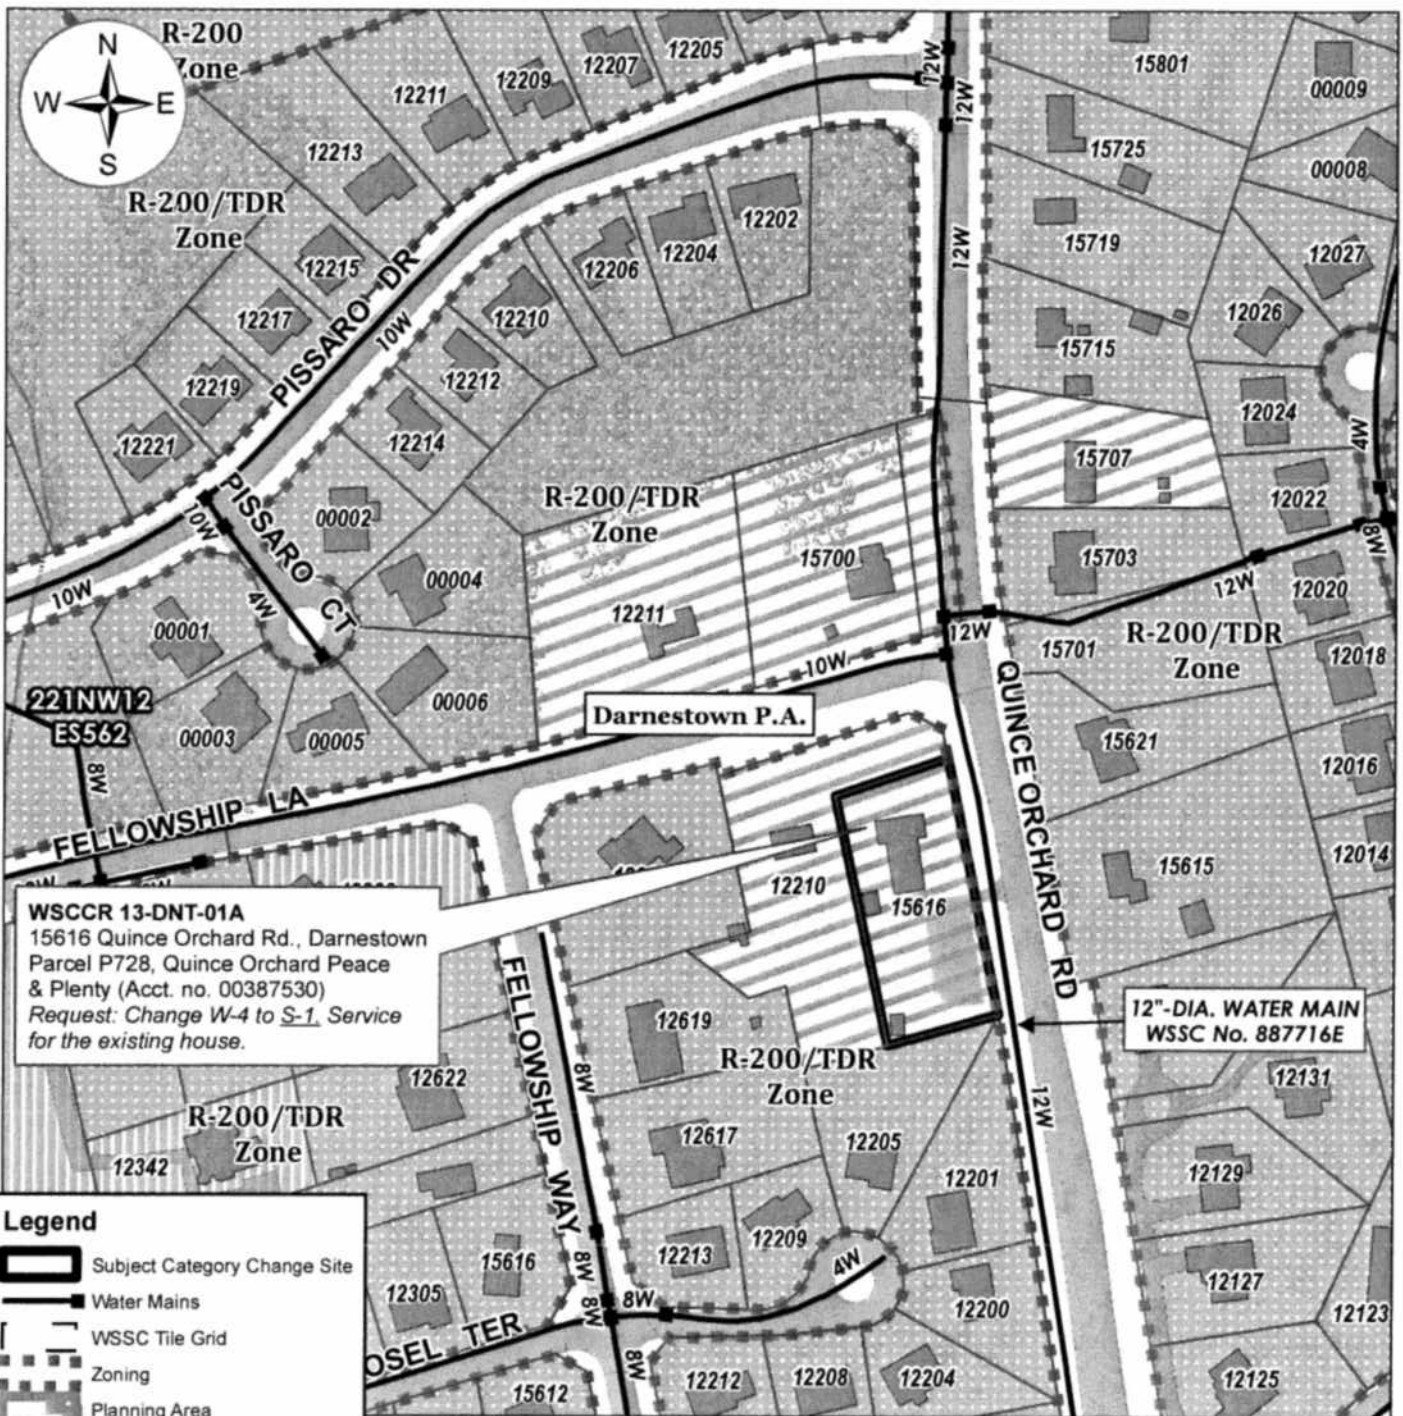 N
W
E
S
R-200
Zone
12205
12207
12209
12211
12213
12W
12W
15801
00009
15725
00008
R-200/TDR
Zone
12202
12204
12206
12215
PISSARO DR
12W
15719
12027
12217
12210
10W
12026
15715
12219
12212
12024
12221
12214
4W
15707
R-200/TDR
Zone
12022
PISSARO CT
10W
00002
15700
15703
8W
00004
12020
10W
4W
12W
00001
12211
12W
R-200/TDR
Zone
15701
12018
10W
00006
221NW12
ES562
Darnestown P.A.
00003
00005
QUINCE ORCHARD RD
15621
12016
8W
FELLOWSHIP LA
12014
15615
12210
15616
WSCCR 13-DNT-01A
15616 Quince Orchard Rd., Darnestown
Parcel P728, Quince Orchard Peace
& Plenty (Acct. no. 00387530)
Request: Change W-4 to S-1. Service
for the existing house.
FELLOWSHIP WAY
12"-DIA. WATER MAIN
WSSC No. 887716E
12619
R-200/TDR
Zone
12622
8W
12131
12W
R-200/TDR
Zone
12617
12205
12342
12129
12201
Legend
Subject Category Change Site
Water Mains
WSSC Tile Grid
Zoning
Planning Area
15616
12213
12209
8W
4W
12305
8W
8W
12200
12127
12123
OSEL TER
8W
15612
12212
12208
12204
12125